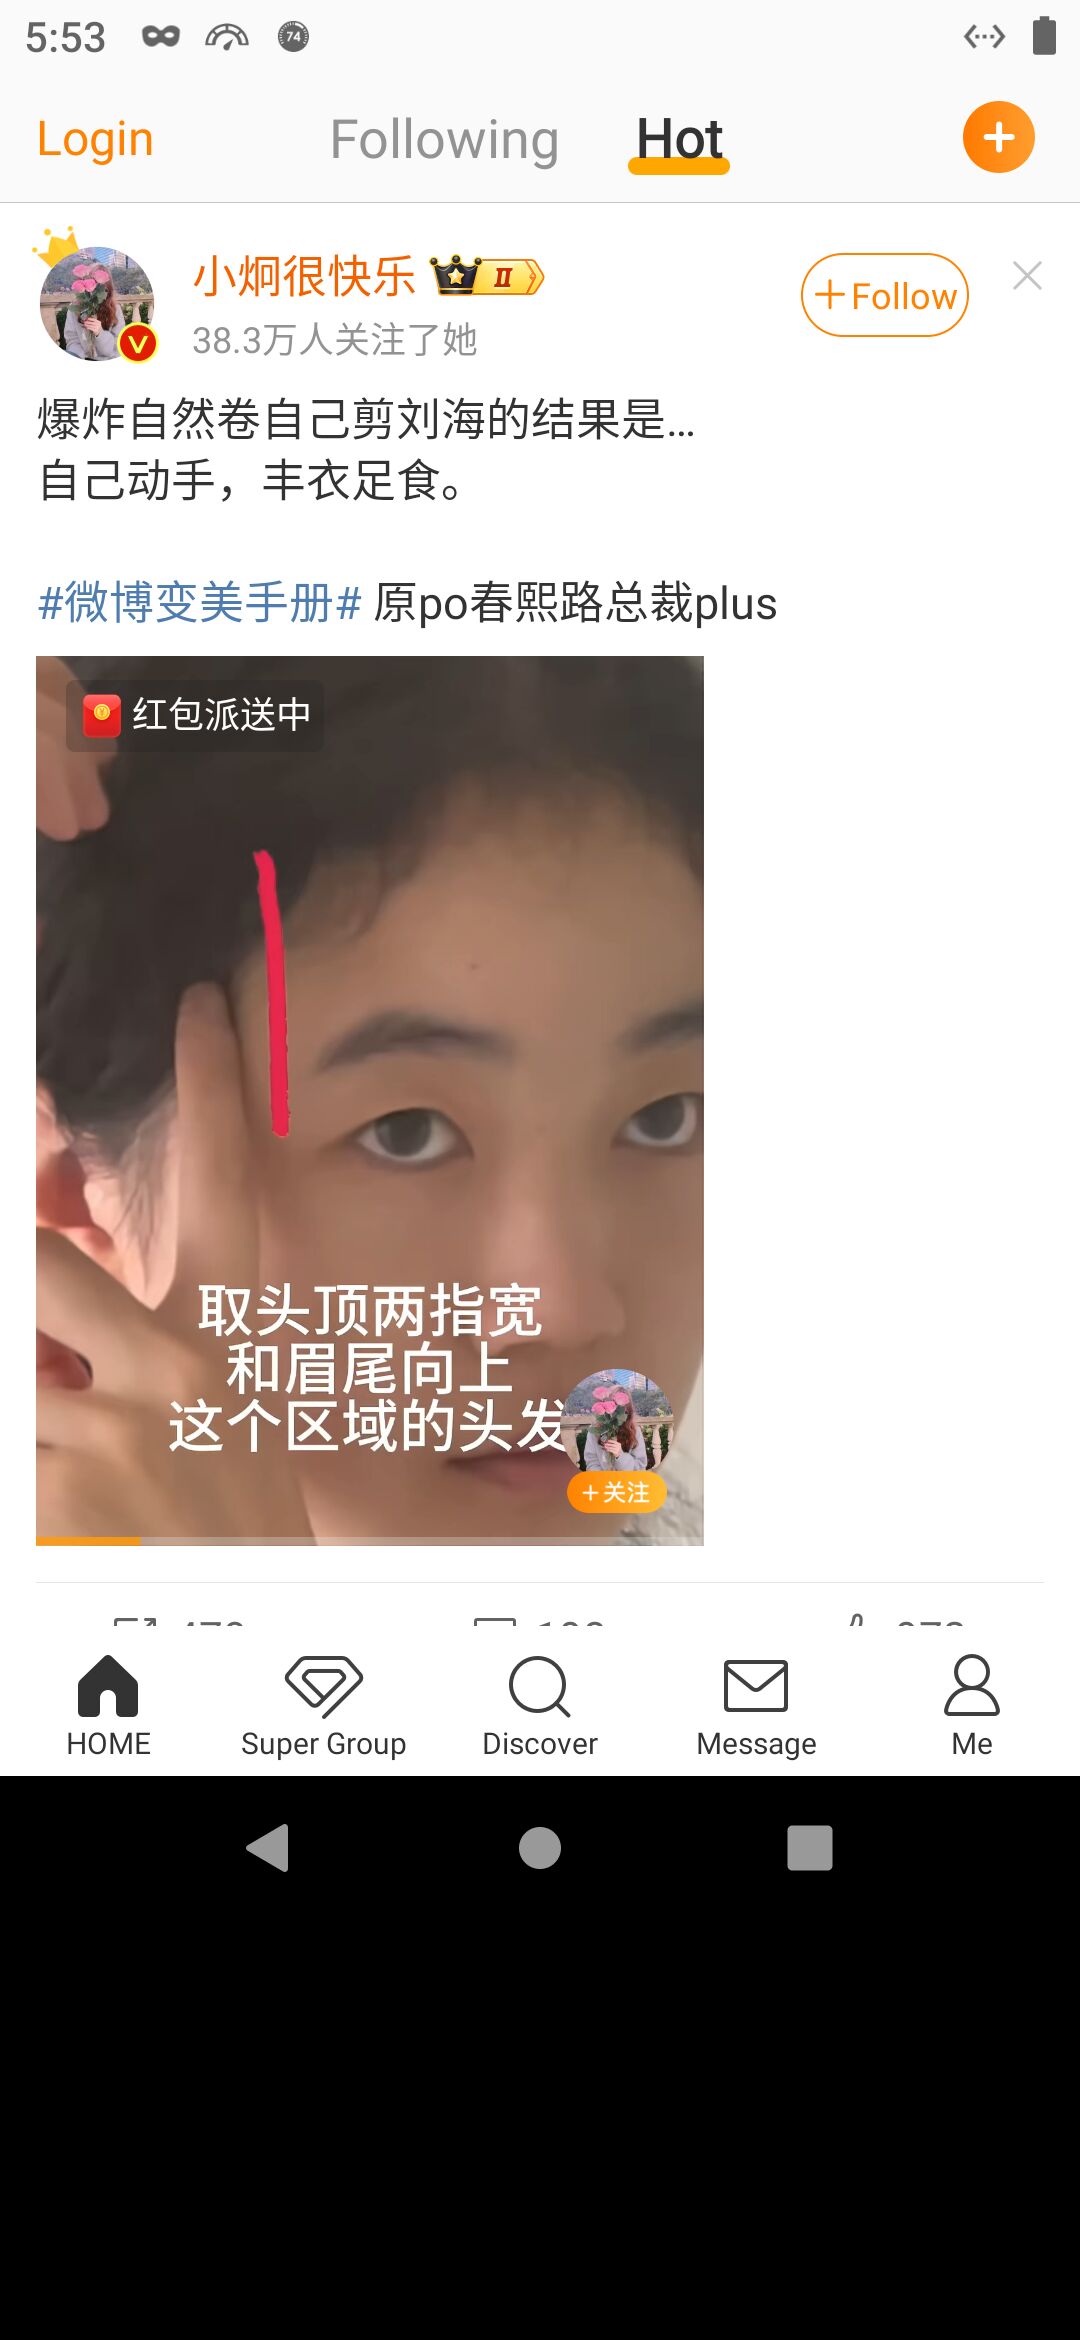 5:53
74
Login
Following
Hot
小炯很快乐
II
+Follow
38.3万人关注了她
爆炸自然卷自己剪刘海的结果是...
自己动手，丰衣足食。
#微博变美手册# 原po春熙路总裁plus
红包派送中
取头顶两指宽
和眉尾向上
这个区域的头发
+关注
HOME
Super Group
Discover
Message
Me